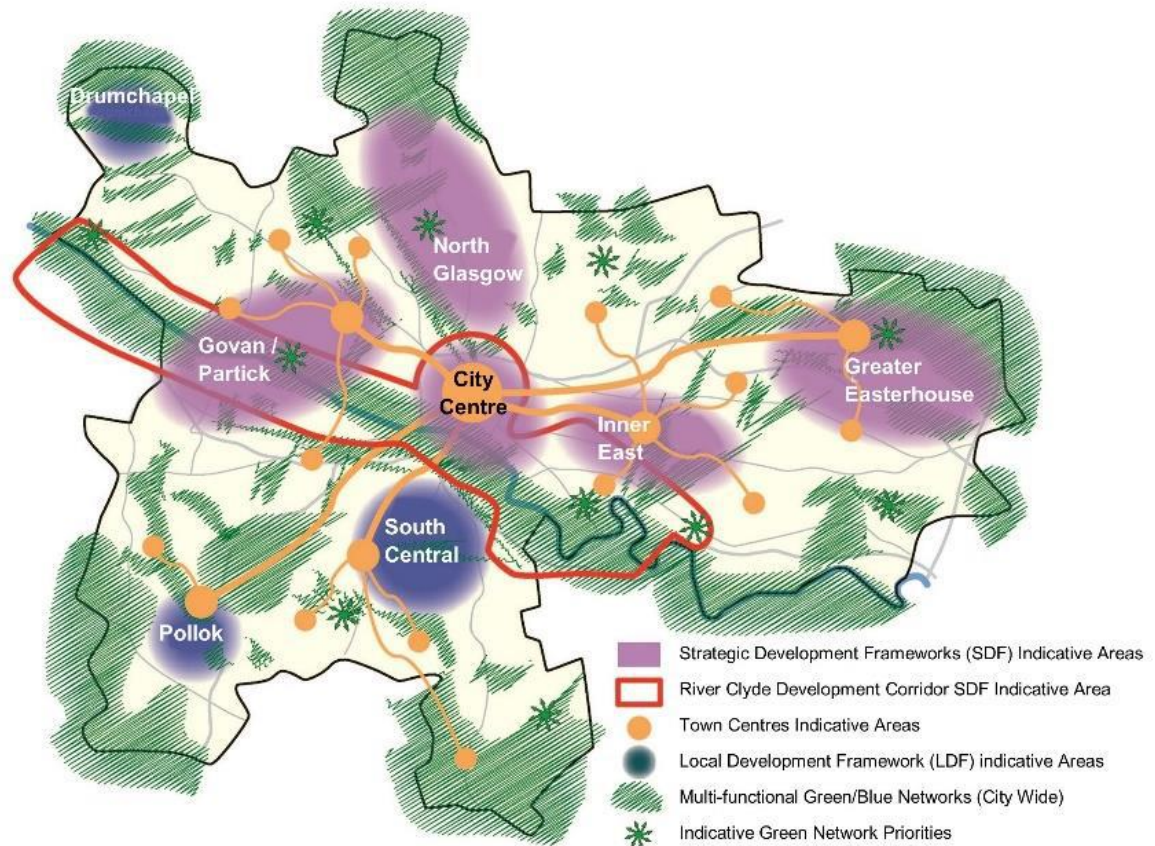 Drumchapel
North
Glasgow
Govan /
Partick
City
Centre
Greater
Easterhouse
Inner
East
South
Central
Pollok
Strategic Development Frameworks (SDF) Indicative Areas
River Clyde Development Corridor SDF Indicative Area
Town Centres Indicative Areas
Local Development Framework (LDF) indicative Areas
Multi-functional Green/Blue Networks (City Wide)
Indicative Green Network Priorities